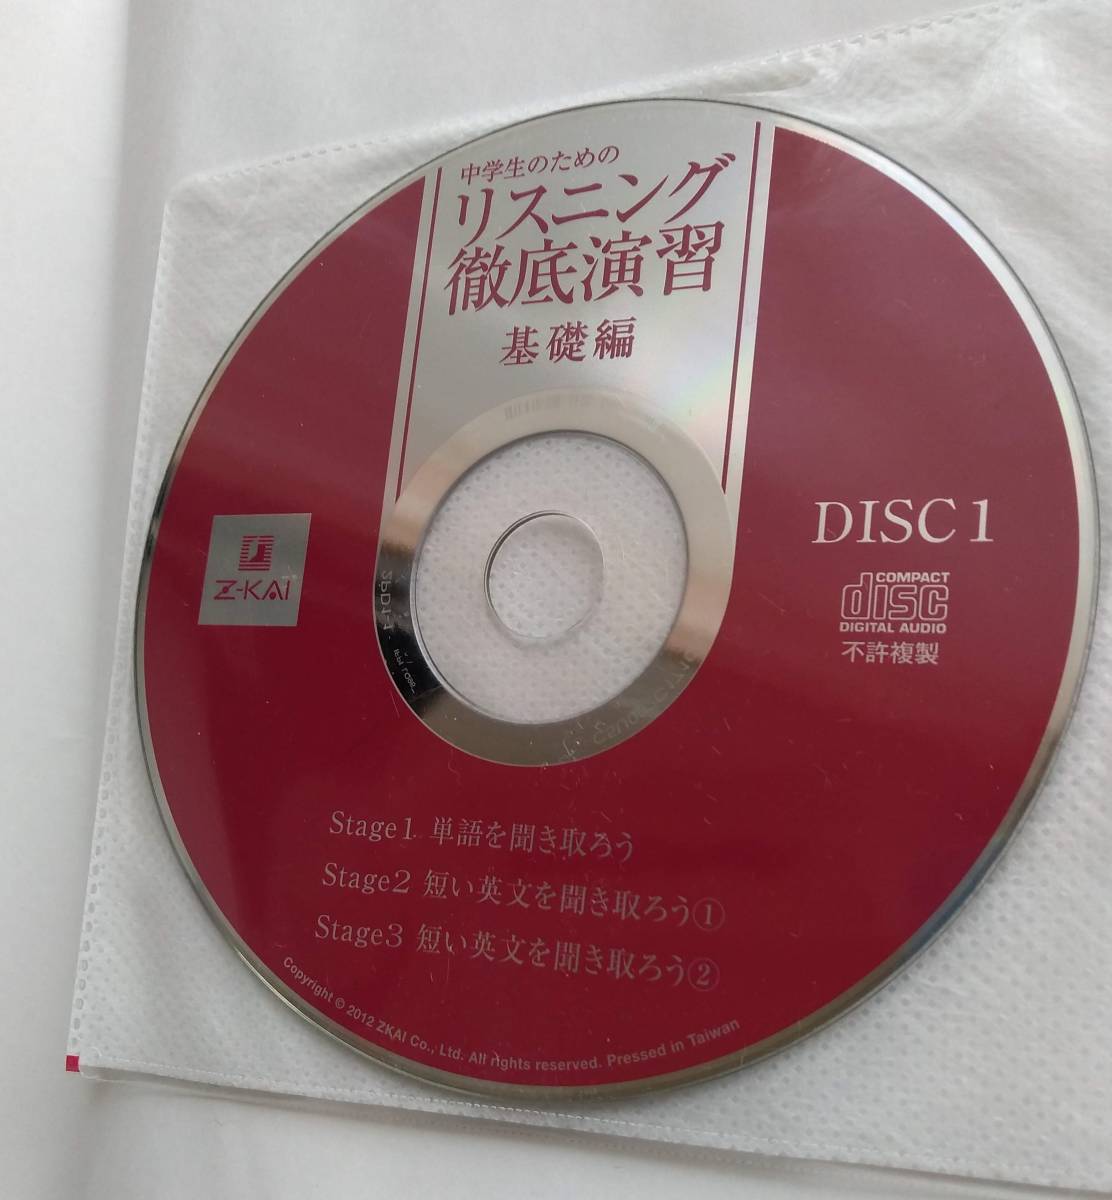 中学生のための
リスニング
徹底演習
基礎編
Z-KAI
DISC 1
COMPACT
disc
DIGITAL AUDIO
不許複製
Stage1 単語を聞き取ろう
Stage2 短い英文を聞き取ろう①
Stage3 短い英文を聞き取ろう②
Copyright © 2012 ZKAI Co., Ltd. All rights reserved. Pressed in Taiwan